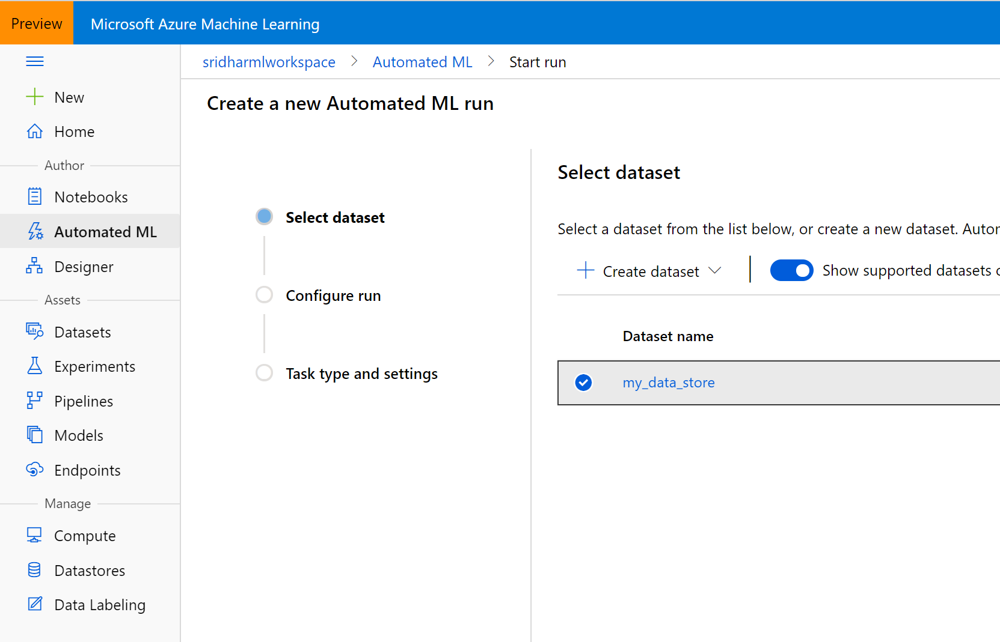 Preview
Microsoft Azure Machine Learning
sridharmlworkspace > Automated ML > Start run
New
Home
Author
Notebooks
Automated ML
Designer
Assets
Datasets
Experiments
Pipelines
Models
Endpoints
Manage
Compute
Datastores
Data Labeling
Create a new Automated ML run
Select dataset
Configure run
Task type and settings
Select dataset
Select a dataset from the list below, or create a new dataset.
Create dataset
Show supported datasets
Dataset name
my_data_store